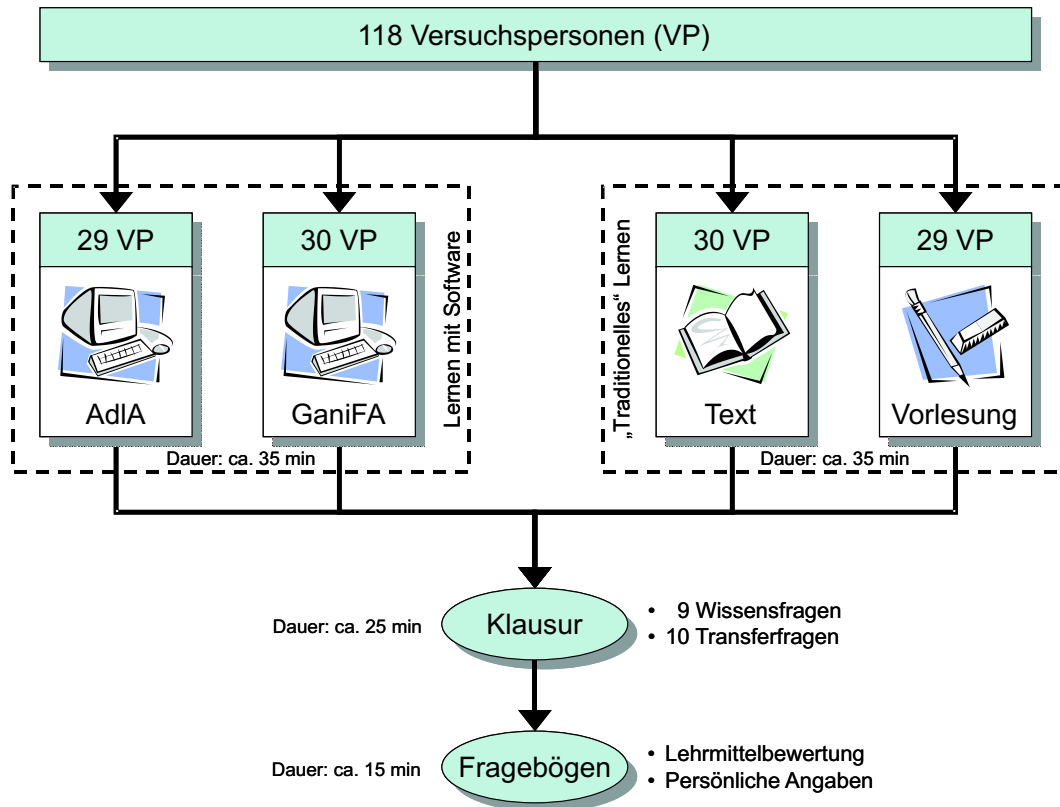 118 Versuchspersonen (VP)
29 VP
AdIA
30 VP
GaniFA
Lernen mit Software
Dauer: ca. 35 min
„Traditionelles“ Lernen
30 VP
Text
29 VP
Vorlesung
Dauer: ca. 35 min
Dauer: ca. 25 min
Klausur
• 9 Wissensfragen
• 10 Transferfragen
Dauer: ca. 15 min
Fragebögen
• Lehrmittelbewertung
• Persönliche Angaben